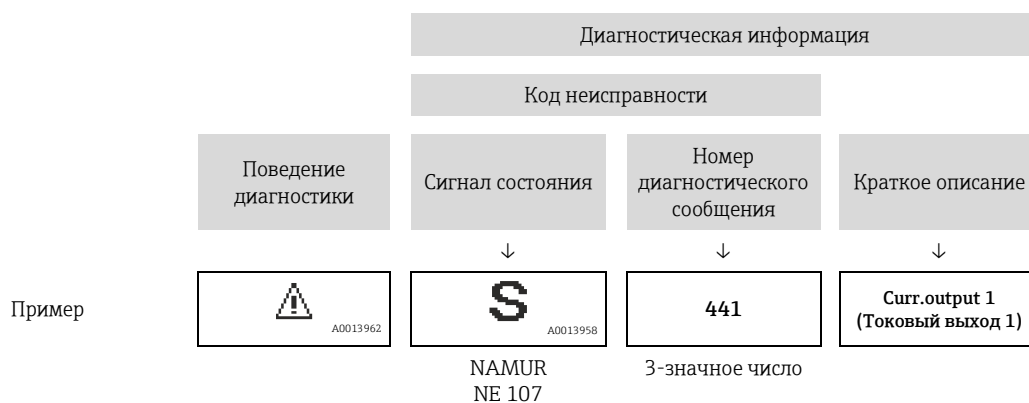 Диагностическая информация
Код неисправности
Поведение
диагностики
Сигнал состояния
Номер
диагностического
сообщения
Краткое описание
↓ ↓ ↓
Пример
A0013962
S
A0013958
441
Curr.output 1
(Токовый выход 1)
NAMUR
NE 107
3-значное число